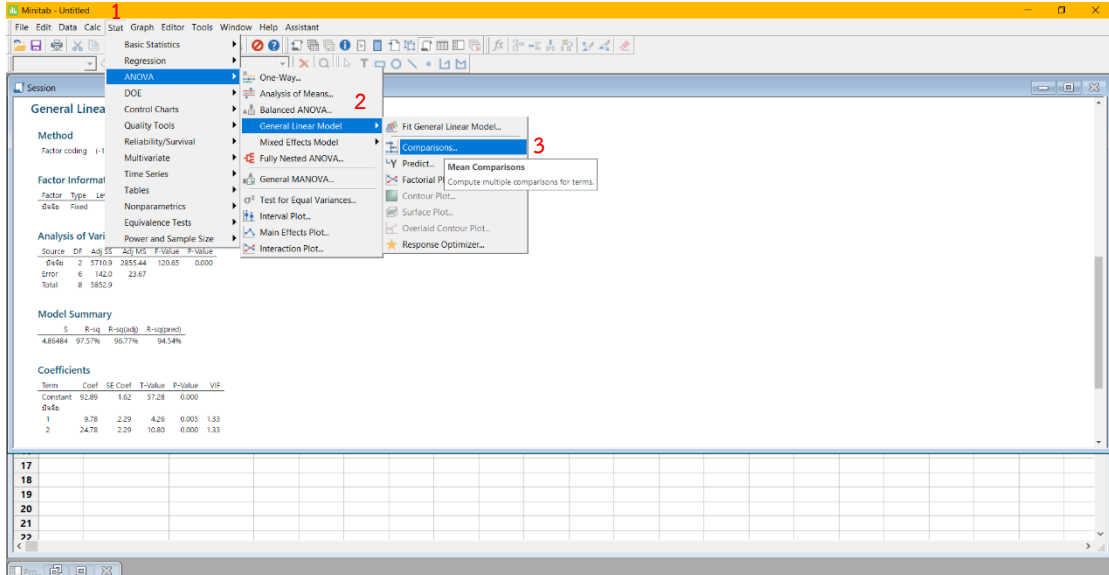 Minitab - Untitled
1
File Edit Data Calc Stat Graph Editor Tools Window Help Assistant
Basic Statistics
Regression
ANOVA
DOE
Control Charts
Quality Tools
Reliability/Survival
Multivariate
Time Series
Tables
Nonparametrics
Equivalence Tests
Power and Sample Size
One-Way...
Analysis of Means...
Balanced ANOVA...
2
General Linear Model
Mixed Effects Model
Fully Nested ANOVA...
General MANOVA...
Test for Equal Variances...
Interval Plot...
Main Effects Plot...
Interaction Plot...
Fit General Linear Model...
Comparisons...
3
Predict...
Factorial Pl
Contour Plot...
Surface Plot...
Overlaid Contour Plot...
Response Optimizer...
Mean Comparisons
Compute multiple comparisons for terms.
Session
General Linea
Method
Factor coding (-1
Factor Informat
Factor Type Le
ปัจจัย Fixed
Analysis of Vari
Source DF Adj SS Adj MS F-Value P-Value
ปัจจัย 2 5710.9 2855.44 120.65 0.000
Error 6 142.0 23.67
Total 8 5852.9
Model Summary
S R-sq R-sq(adj) R-sq(pred)
4.86484 97.57% 96.77% 94.54%
Coefficients
Term Coef SE Coef T-Value P-Value VIF
Constant 92.89 1.62 57.28 0.000
ปัจจัย
1 9.78 2.29 4.26 0.005 1.33
2 24.78 2.29 10.80 0.000 1.33
17
18
19
20
21
22
Pro...